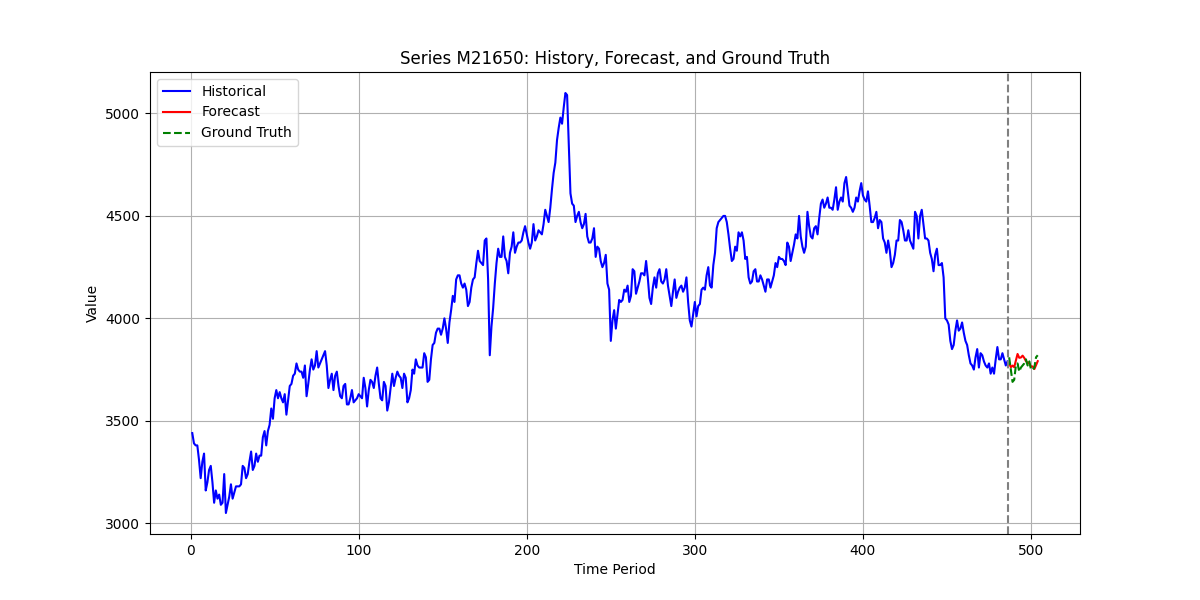 Series M21650: History, Forecast, and Ground Truth
Historical
Forecast
Ground Truth
Value
5000
4500
4000
3500
3000
0 100 200 300 400 500
Time Period